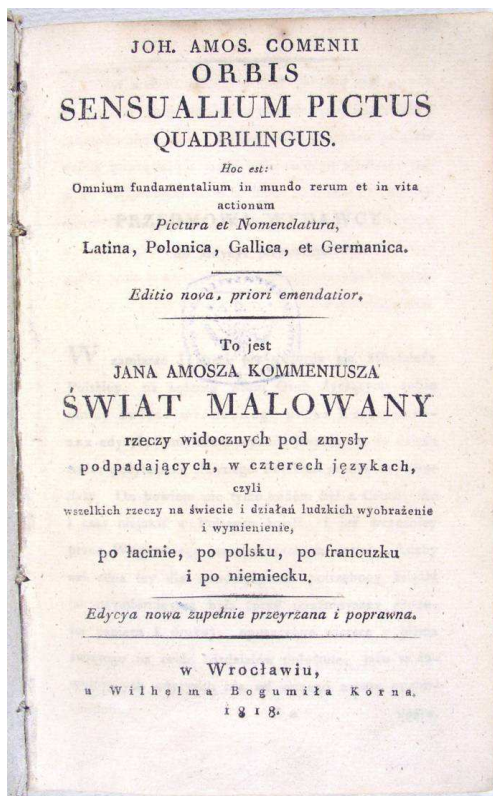 JOH. AMOS. COMENII
ORBIS
SENSUALIUM PICTUS
QUADRILINGUIS.
Hoc est:
Omnium fundamentalium in mundo rerum et in vita
actionum
Pictura et Nomenclatura,
Latina, Polonica, Gallica, et Germanica.
Editio nova, priori emendatior.
To jest
JANA AMOSZA KOMMENIUSZA
ŚWIAT MALOWANY
rzeczy widocznych pod zmysły
podpadających, w czterech językach,
czyli
wszelkich rzeczy na świecie i działań ludzkich wyobrażenie
i wymienienie,
po łacinie, po polsku, po francuzku
i po niemiecku.
Edycya nowa zupełnie przeyrzana i poprawna.
w Wrocławiu,
u Wilhelma Bogumiła Korna.
1818.